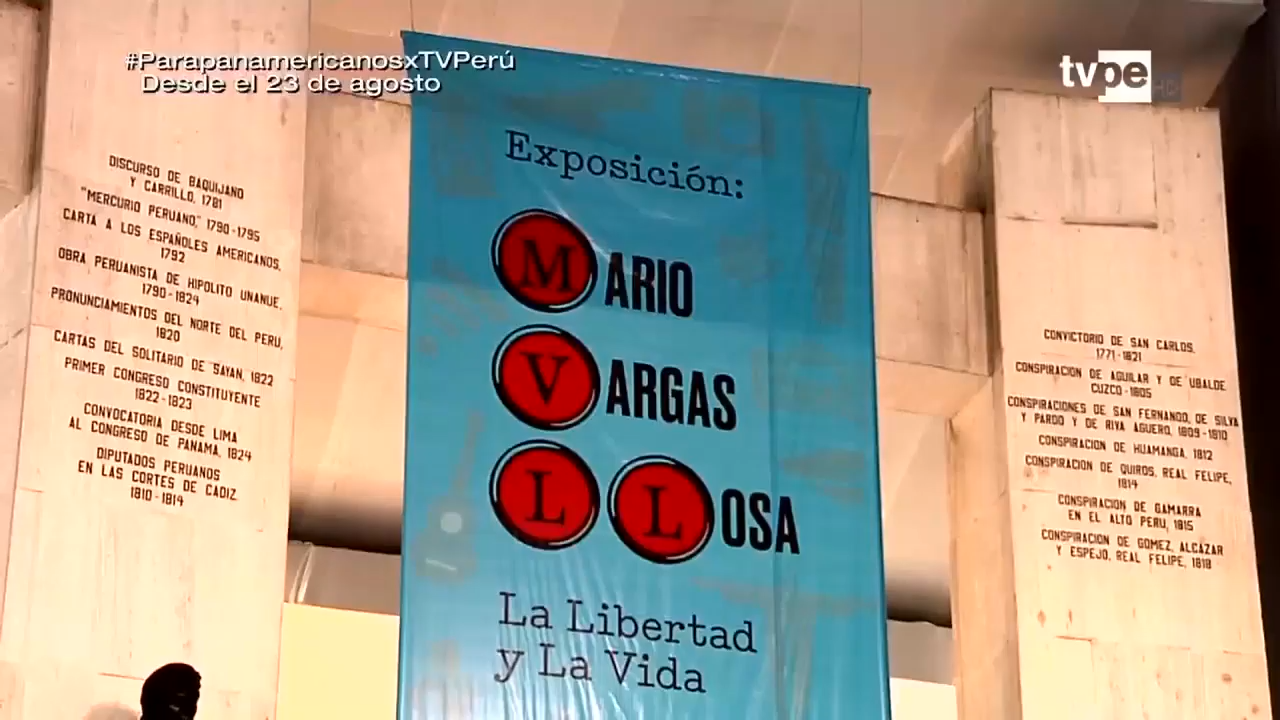 #ParapanamericanosxTVPerú
Desde el 23 de agosto
tvpe HD
DISCURSO DE BAQUIJANO
Y CARRILLO, 1781
"MERCURIO PERUANO," 1790-1795
CARTA A LOS ESPAÑOLES AMERICANOS,
1792
OBRA PERUANISTA DE HIPOLITO UNANUE,
1790-1824
PRONUNCIAMIENTOS DEL NORTE DEL PERU,
1820
CARTAS DEL SOLITARIO DE SAYAN, 1822
PRIMER CONGRESO CONSTITUYENTE
1822-1823
CONVOCATORIA DESDE LIMA
AL CONGRESO DE PANAMA, 1824
DIPUTADOS PERUANOS
EN LAS CORTES DE CADIZ
1810-1814
Exposición:
MARIO
VARGAS
LLOSA
La Libertad
y La Vida
CONVICTORIO DE SAN CARLOS,
1771-1821
CONSPIRACION DE AGUILAR Y DE UBALDE
CUZCO-1805
CONSPIRACIONES DE SAN FERNANDO, DE SILVA
Y PARDO Y DE RIVA AGUERO, 1809-1810
CONSPIRACION DE HUAMANGA, 1812
CONSPIRACION DE QUIROS, REAL FELIPE,
1814
CONSPIRACION DE GAMARRA
EN EL ALTO PERU, 1815
CONSPIRACION DE GOMEZ, ALCAZAR
Y ESPEJO, REAL FELIPE, 1818